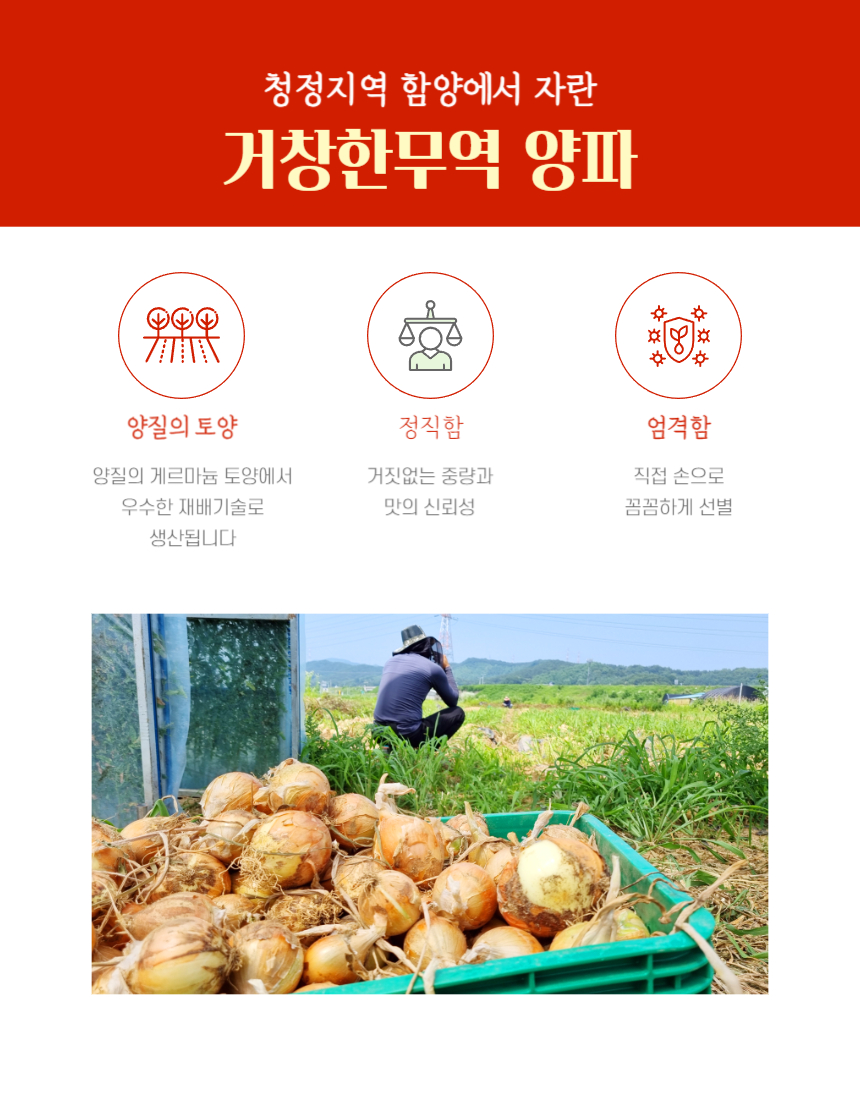 청정지역 함양에서 자란
거창한무역 양파
양질의 토양
양질의 게르마늄 토양에서
우수한 재배기술로
생산됩니다
정직함
거짓없는 중량과
맛의 신뢰성
엄격함
직접 손으로
꼼꼼하게 선별